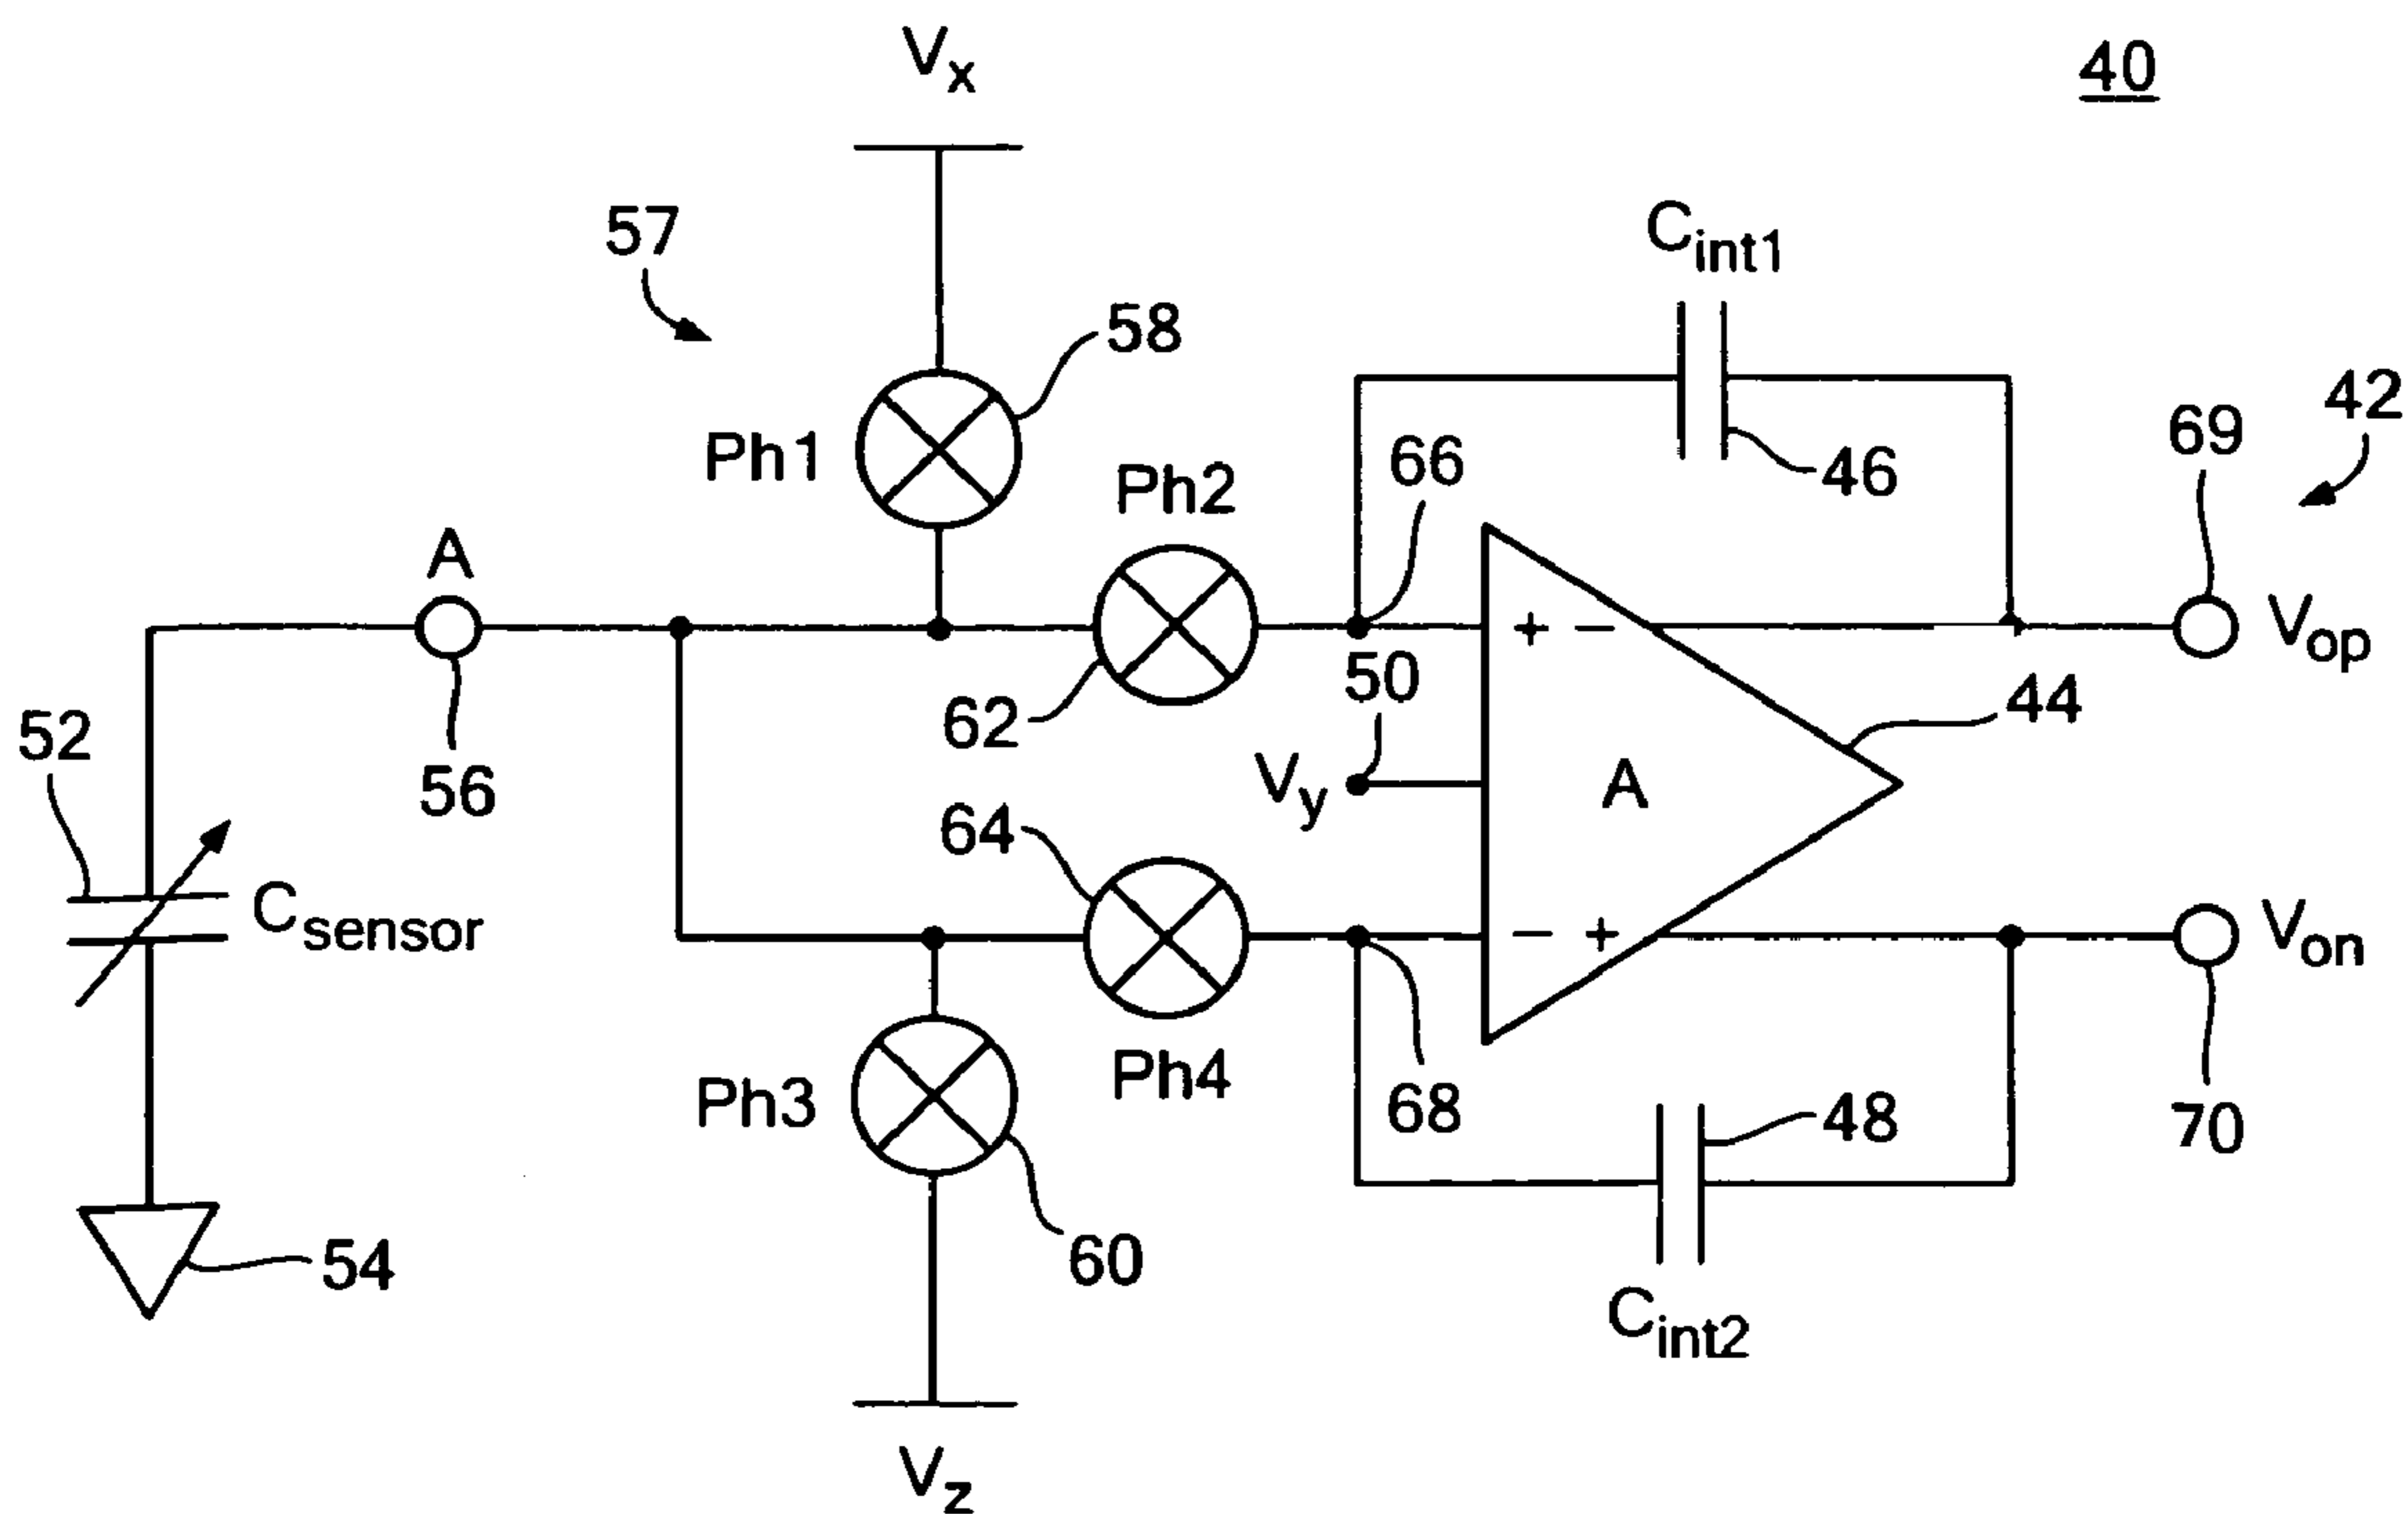 Vx
40
57
58
Cint1
42
69
Ph1
Ph2
66
46
A
Vop
50
62
44
52
56
Vy
A
64
Csensor
+ −
− +
Von
Ph3
Ph4
68
48
70
54
60
Cint2
Vz